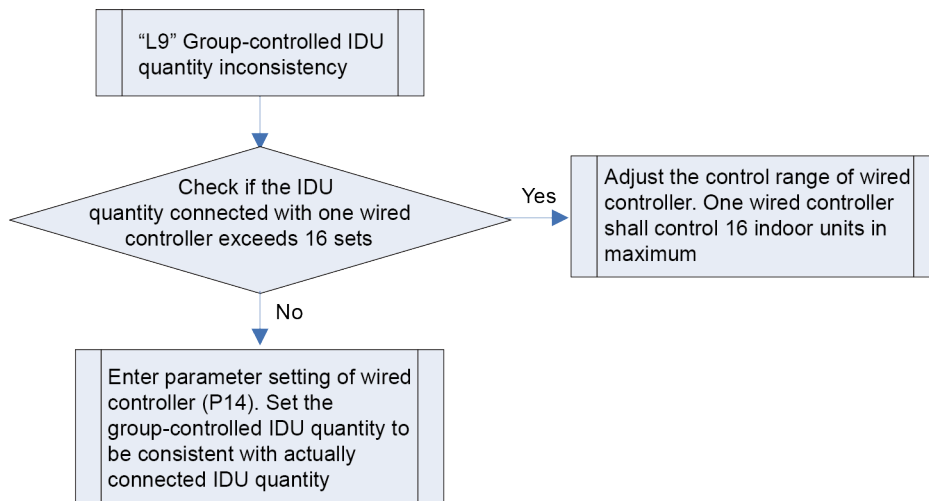 “L9” Group-controlled IDU
quantity inconsistency
Check if the IDU
quantity connected with one wired
controller exceeds 16 sets
Yes
Adjust the control range of wired
controller. One wired controller
shall control 16 indoor units in
maximum
No
Enter parameter setting of wired
controller (P14). Set the
group-controlled IDU quantity to
be consistent with actually
connected IDU quantity